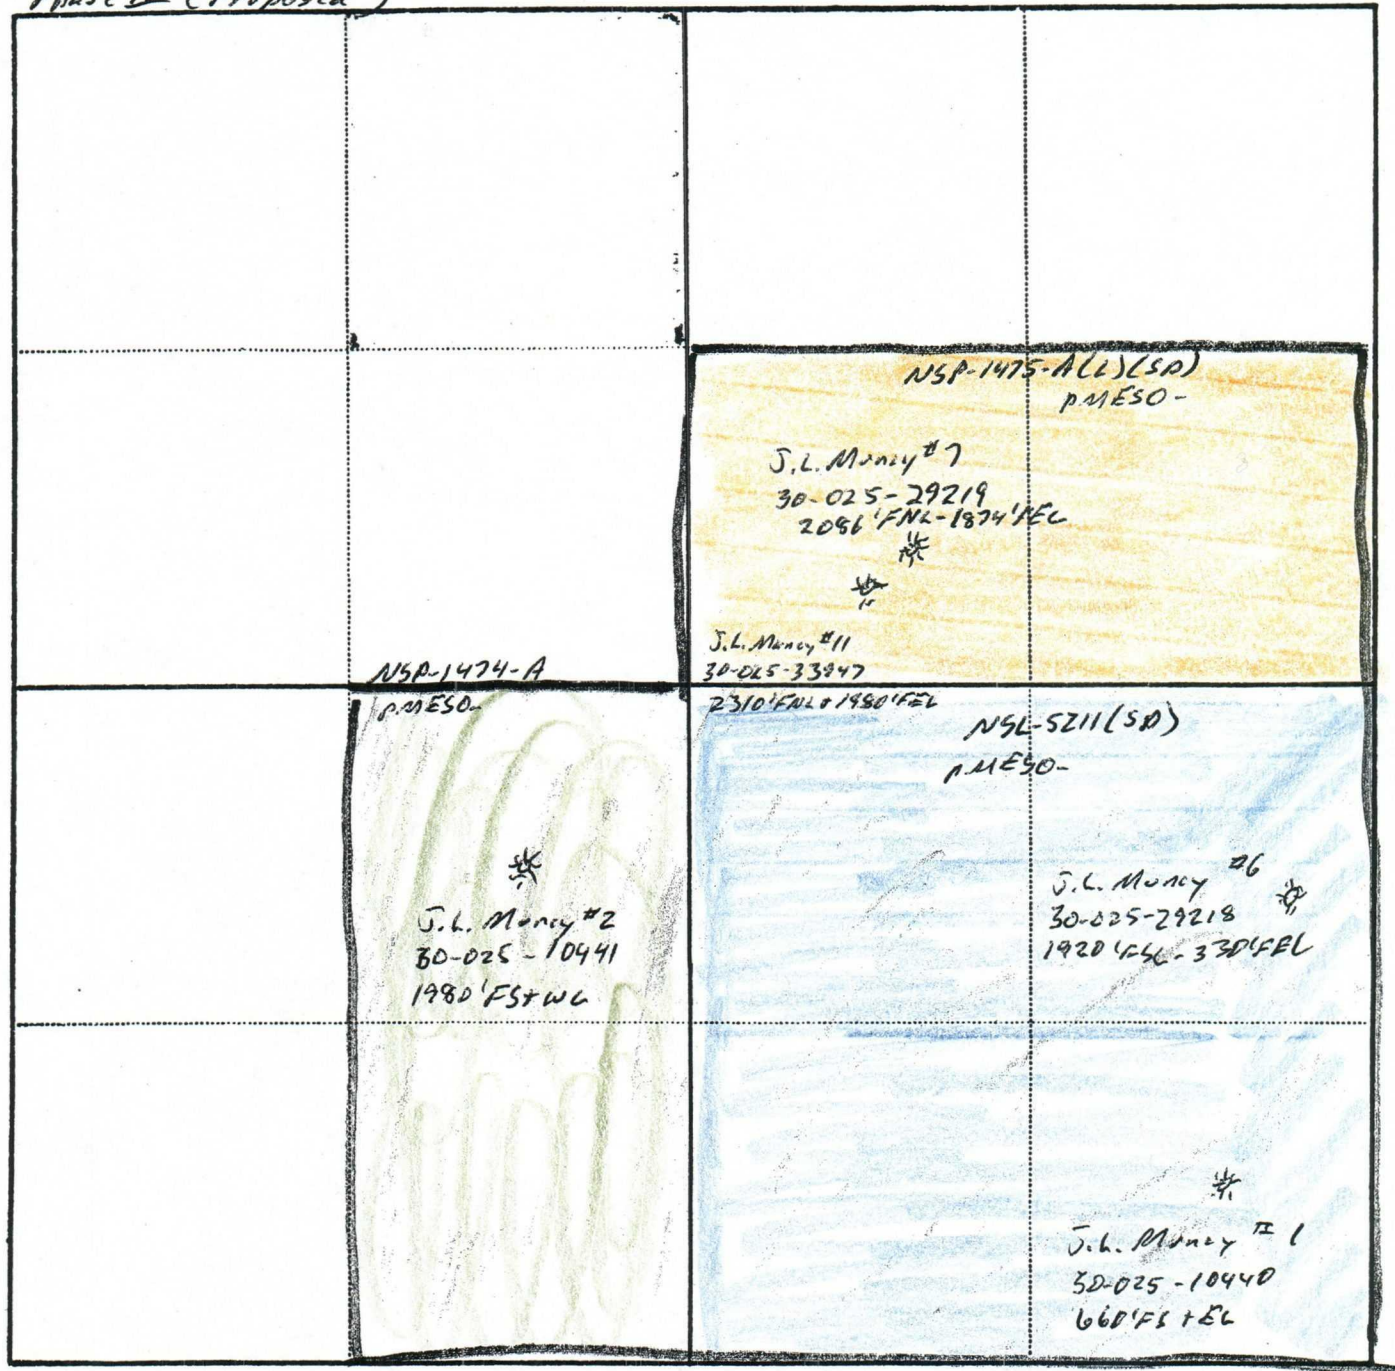 NSP-1475-A(L)(SD)
PMESO-
J.L. Muncy #7
30-025-29219
2086'FNL-1874'FEL
J.L. Muncy #11
30-025-33947
2310'FNL+1980'FEL
NSP-1474-A
PMESO-
NSL-5211(SD)
PMESO-
J.L. Muncy #6
30-025-29218
1920'FSL-330'FEL
J.L. Muncy #2
30-025-10441
1980'FS+WL
J.L. Muncy #1
30-025-10440
660'FS+EL